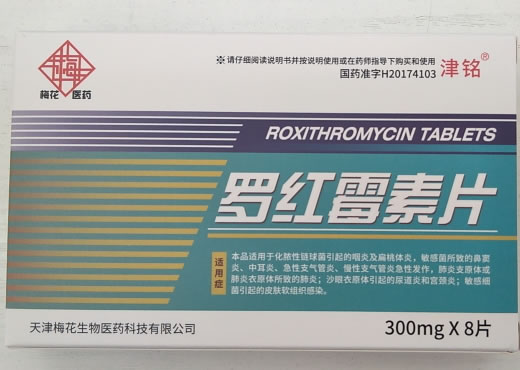 ※请仔细阅读说明书并按说明使用或在药师指导下购买和使用
国药准字H20174103 津铭®
梅花 医药
ROXITHROMYCIN TABLETS
罗红霉素片
适用症
本品适用于化脓性链球菌引起的咽炎及扁桃体炎，敏感菌所致的鼻窦
炎、中耳炎、急性支气管炎、慢性支气管炎急性发作，肺炎支原体或
肺炎衣原体所致的肺炎；沙眼衣原体引起的尿道炎和宫颈炎；敏感细
菌引起的皮肤软组织感染。
天津梅花生物医药科技有限公司
300mg X 8片